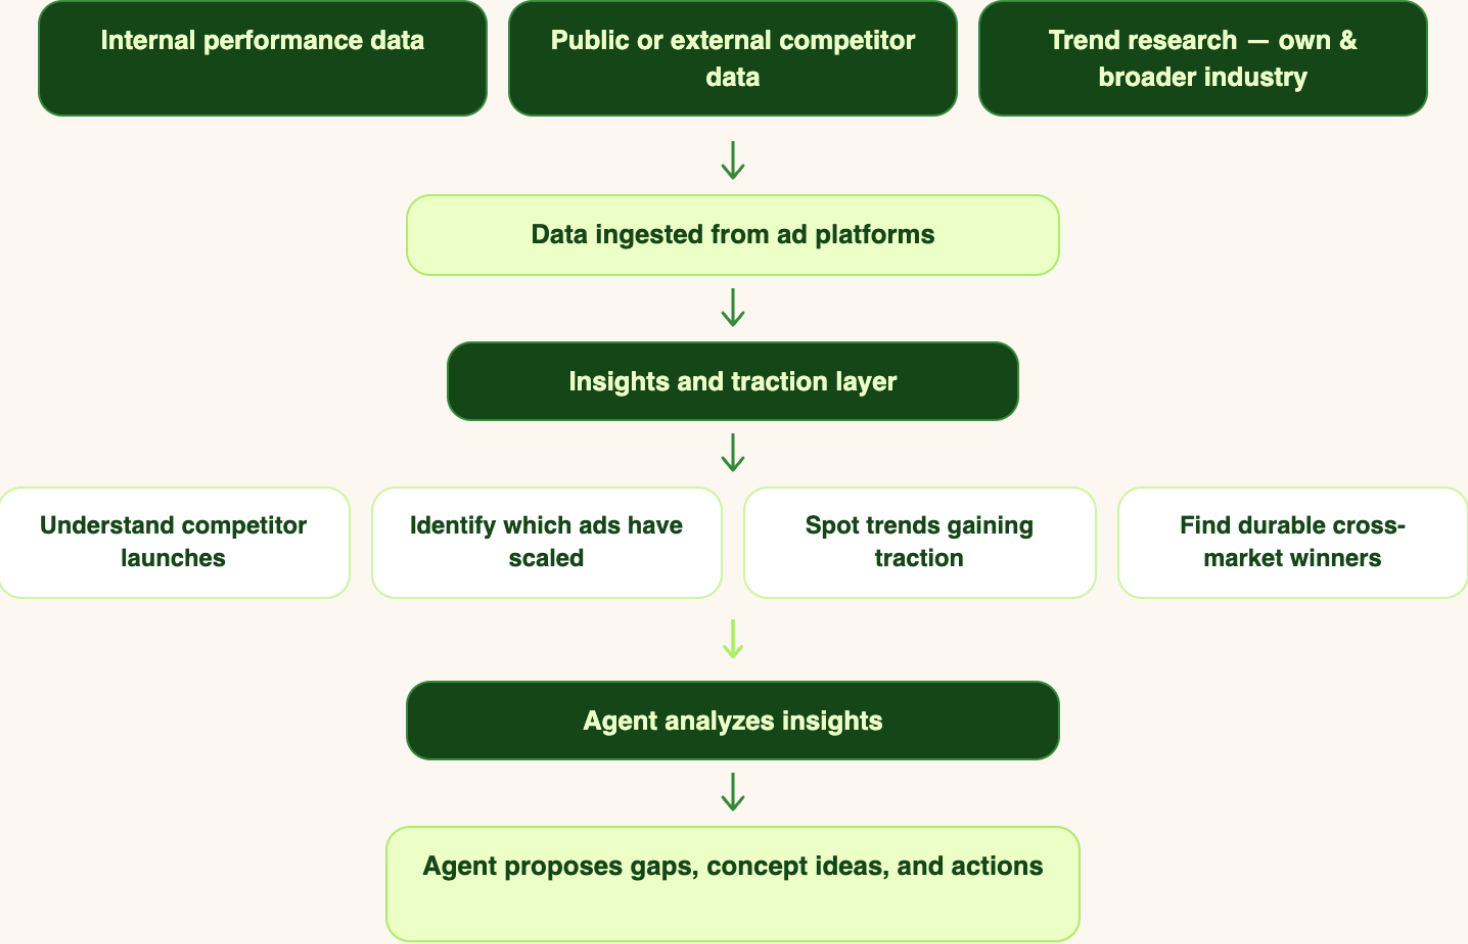 Internal performance data
Public or external competitor
data
Trend research — own &
broader industry
Data ingested from ad platforms
Insights and traction layer
Understand competitor
launches
Identify which ads have
scaled
Spot trends gaining
traction
Find durable cross-
market winners
Agent analyzes insights
Agent proposes gaps, concept ideas, and actions